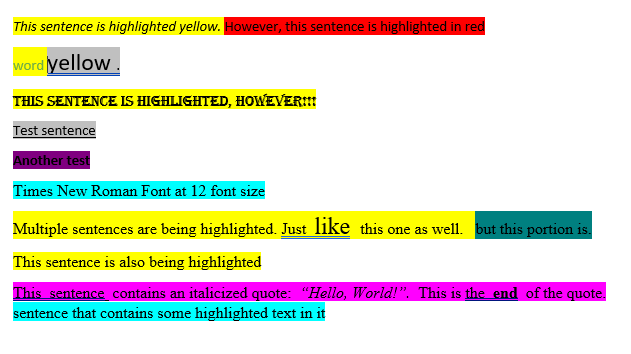 This sentence is highlighted yellow. However, this sentence is highlighted in red
word yellow .
THIS SENTENCE IS HIGHLIGHTED, HOWEVER!!!
Test sentence
Another test
Times New Roman Font at 12 font size
Multiple sentences are being highlighted. Just like this one as well. but this portion is.
This sentence is also being highlighted
This sentence contains an italicized quote: “Hello, World!”. This is the end of the quote.
sentence that contains some highlighted text in it